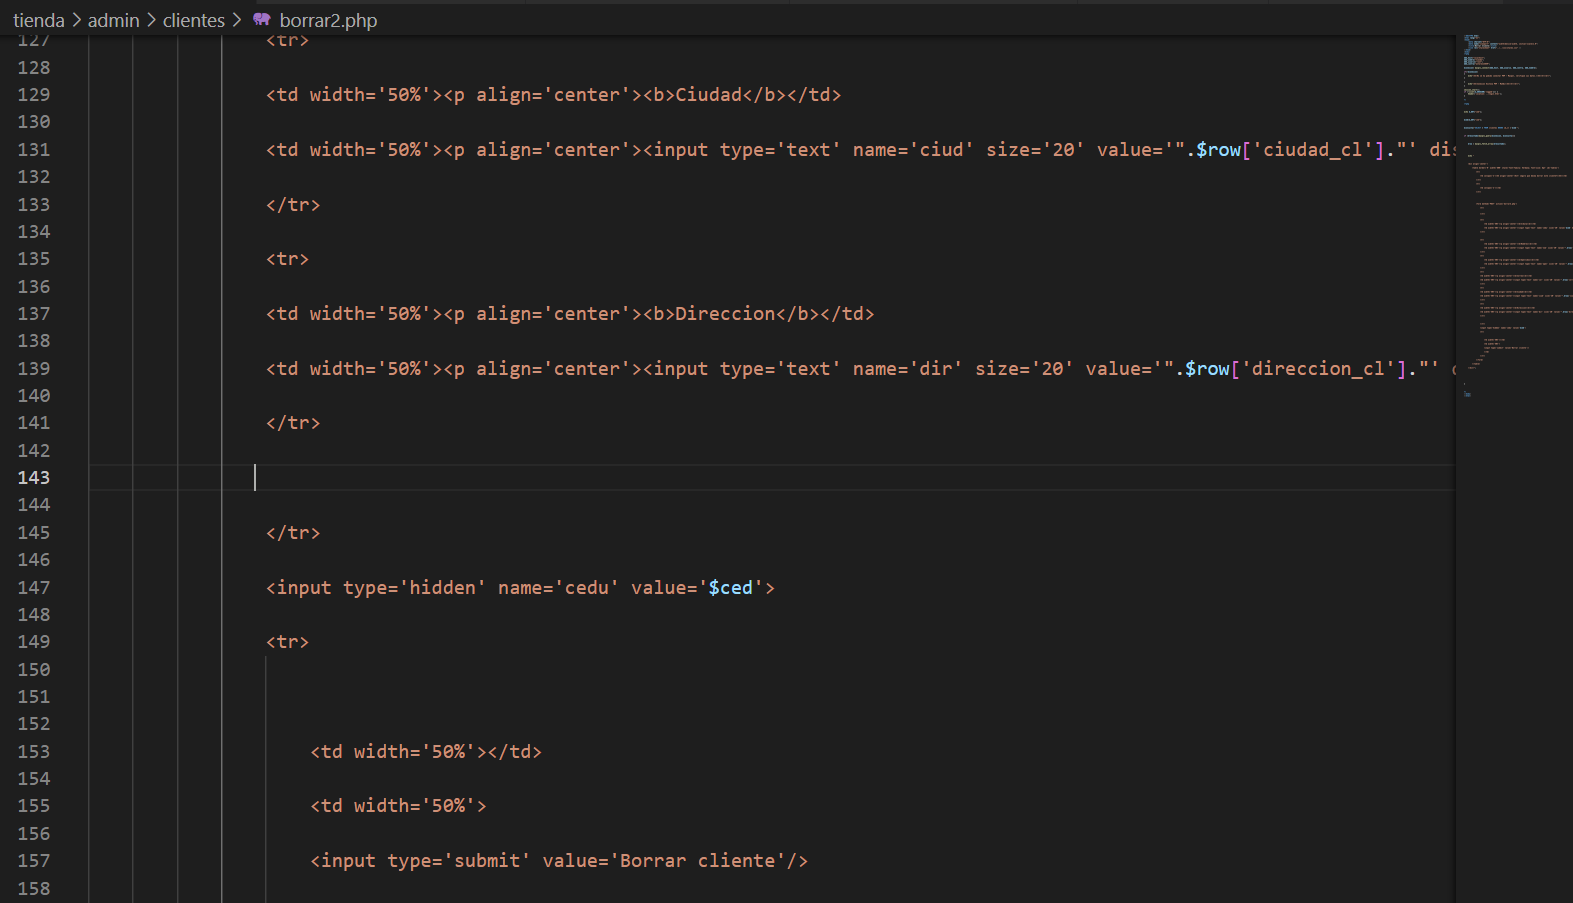 tienda > admin > clientes > borrar2.php
127 <tr>
128
129 <td width='50%'><p align='center'><b>Ciudad</b></td>
130
131 <td width='50%'><p align='center'><input type='text' name='ciud' size='20' value='".$row['ciudad_cl']."' dis
132
133 </tr>
134
135 <tr>
136
137 <td width='50%'><p align='center'><b>Direccion</b></td>
138
139 <td width='50%'><p align='center'><input type='text' name='dir' size='20' value='".$row['direccion_cl']."'
140
141 </tr>
142
143
144
145 </tr>
146
147 <input type='hidden' name='cedu' value='$ced'>
148
149 <tr>
150
151
152
153 <td width='50%'></td>
154
155 <td width='50%'>
156
157 <input type='submit' value='Borrar cliente'/>
158